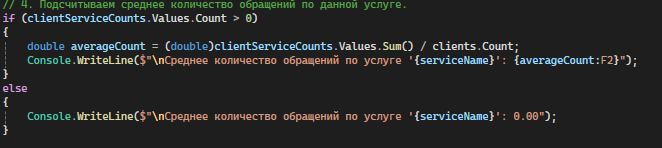 // 4. Подсчитываем среднее количество обращений по данной услуге.
if (clientServiceCounts.Values.Count > 0)
{
double averageCount = (double)clientServiceCounts.Values.Sum() / clients.Count;
Console.WriteLine($"\nСреднее количество обращений по услуге '{serviceName}': {averageCount:F2}");
}
else
{
Console.WriteLine($"\nСреднее количество обращений по услуге '{serviceName}': 0.00");
}